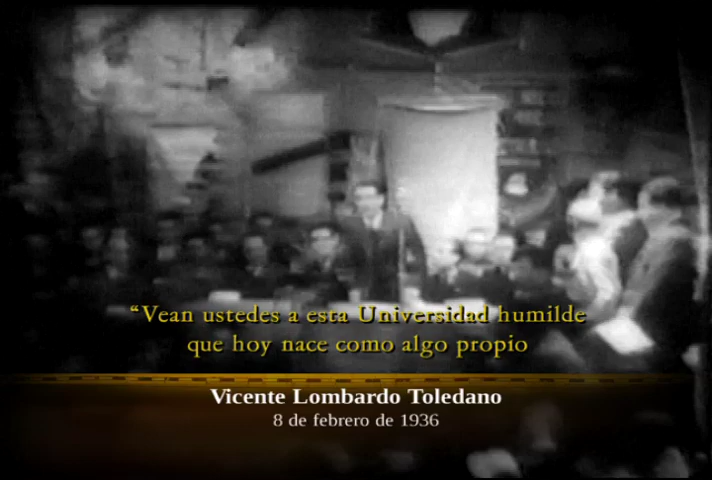 “Vean ustedes a esta Universidad humilde
que hoy nace como algo propio
Vicente Lombardo Toledano
8 de febrero de 1936